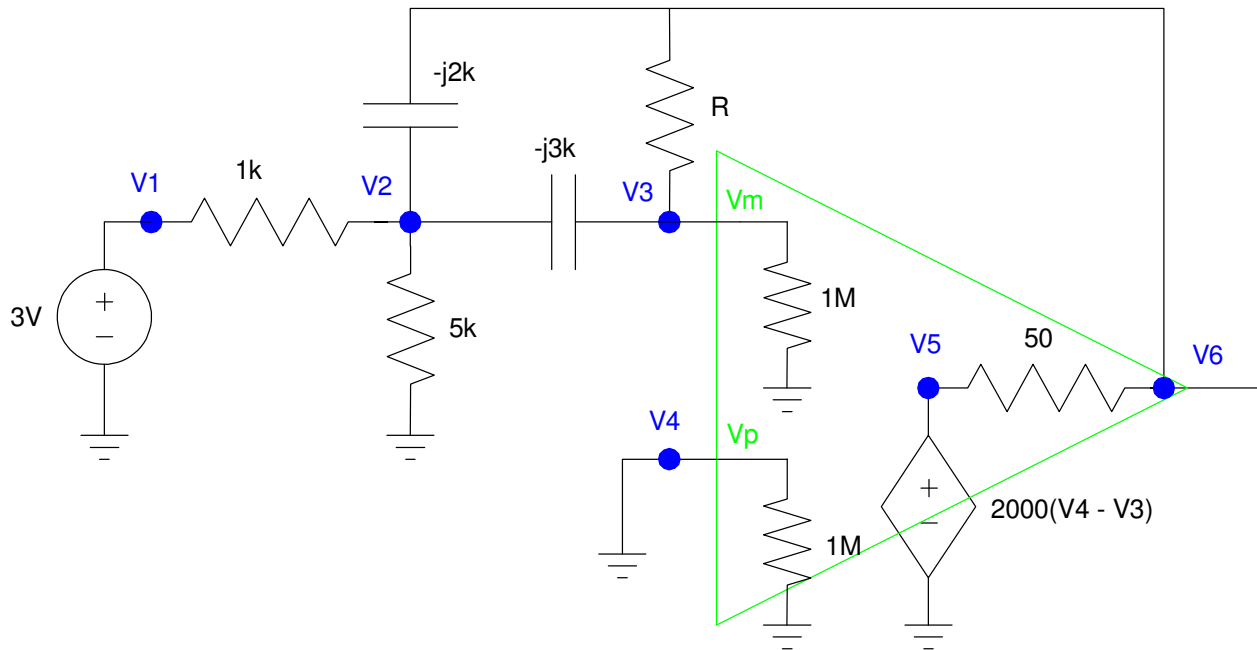 -j2k
R
-j3k
1k
V1
V2
V3
Vm
3V
+
−
5k
1M
50
V5
V6
V4
Vp
+
−
2000(V4 - V3)
1M